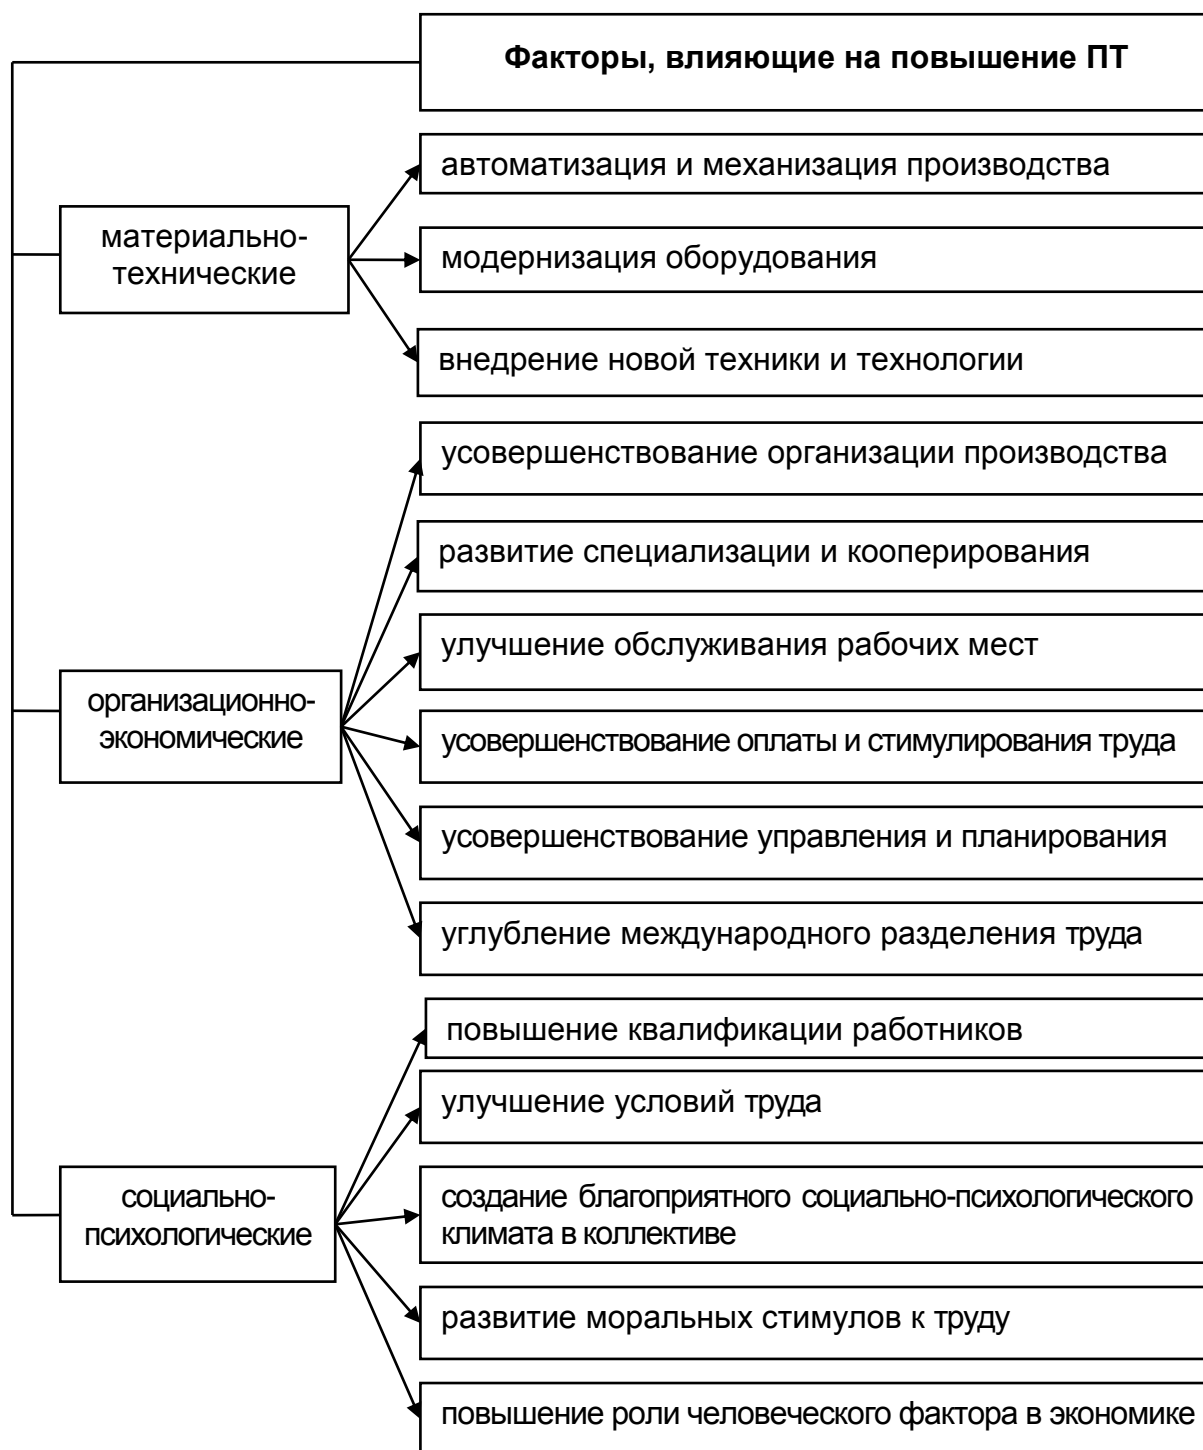 Факторы, влияющие на повышение ПТ
автоматизация и механизация производства
материально-
технические
модернизация оборудования
внедрение новой техники и технологии
усовершенствование организации производства
развитие специализации и кооперирования
улучшение обслуживания рабочих мест
организационно-
экономические
усовершенствование оплаты и стимулирования труда
усовершенствование управления и планирования
углубление международного разделения труда
повышение квалификации работников
улучшение условий труда
социально-
психологические
создание благоприятного социально-психологического
климата в коллективе
развитие моральных стимулов к труду
повышение роли человеческого фактора в экономике